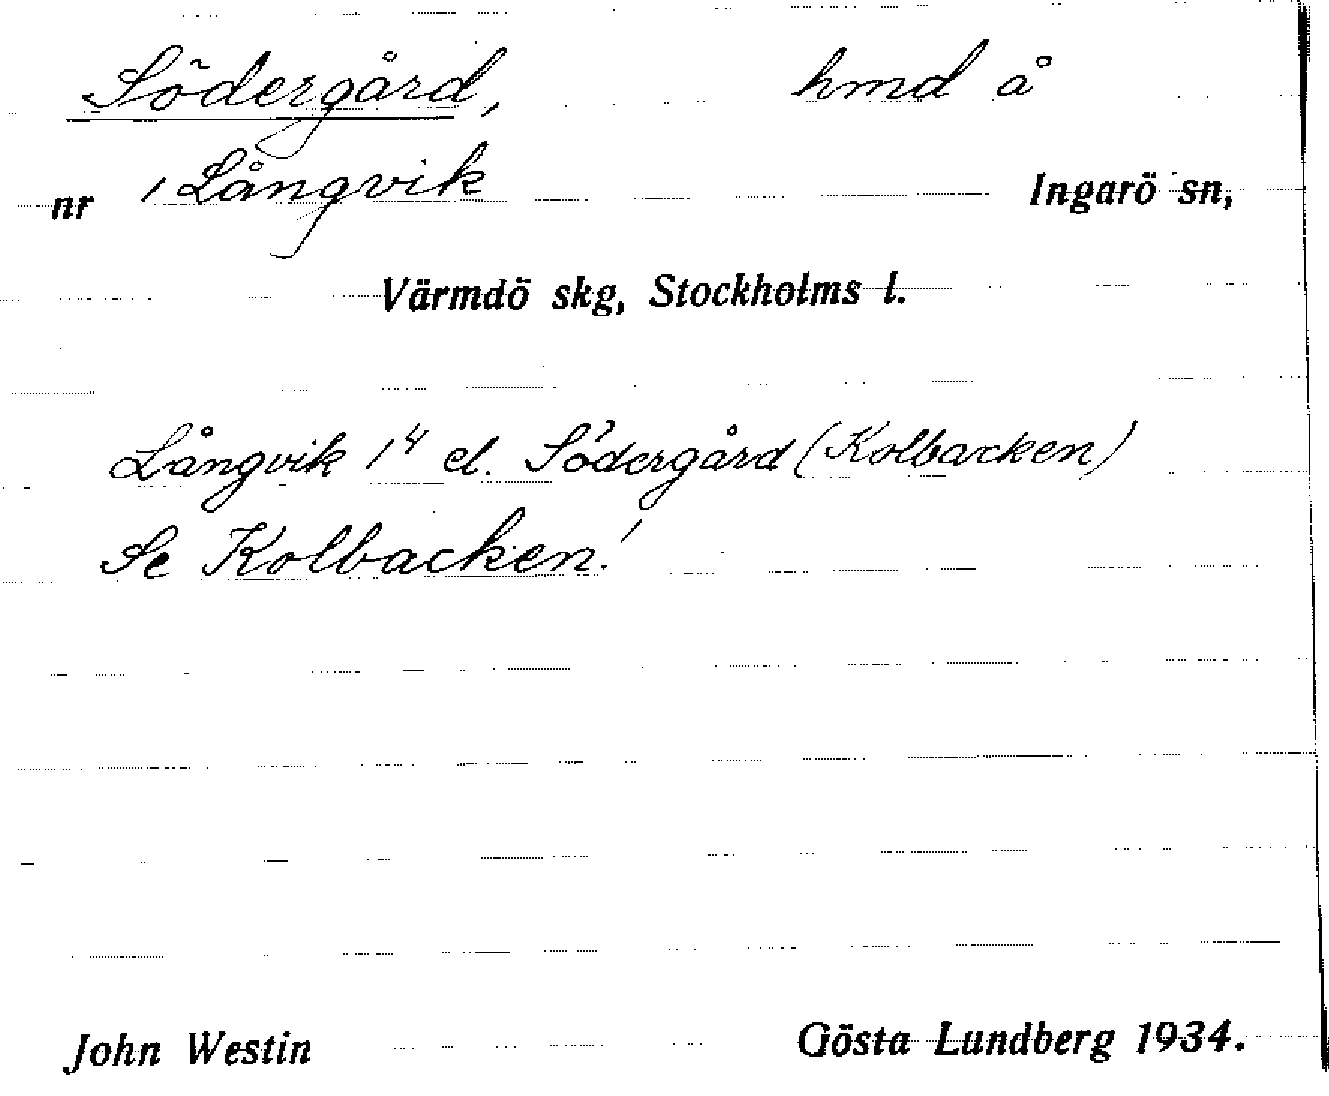 Södergård, hmd å
nr 1 Långvik Ingarö sn,
Värmdö skg, Stockholms l.
Långvik 1⁴ el. Södergård (Kolbacken)
Se Kolbacken!
John Westin Gösta Lundberg 1934.